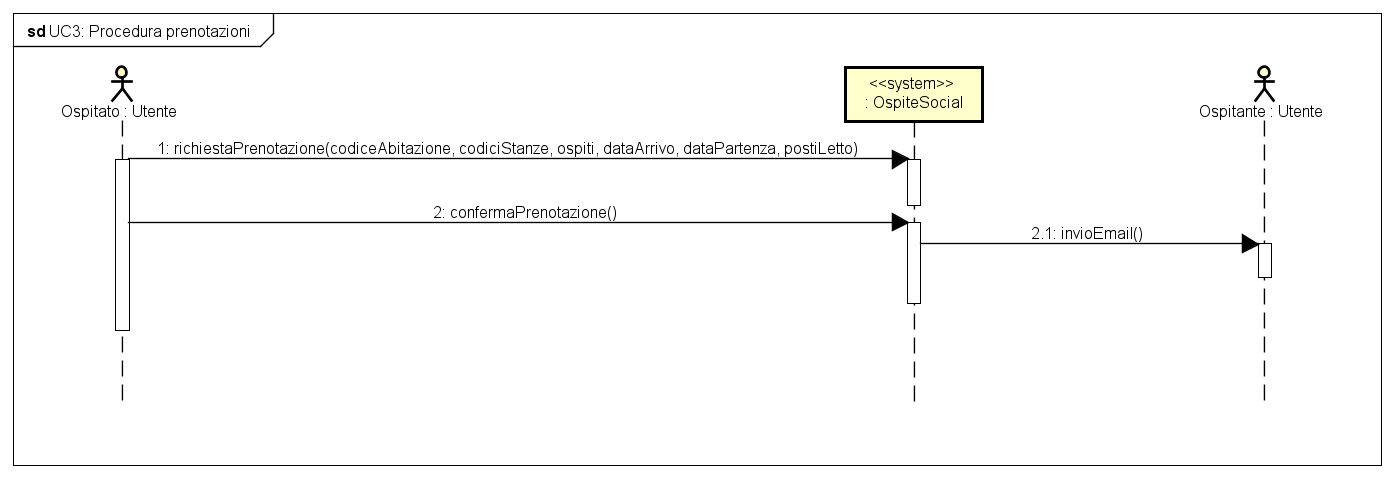 sd UC3: Procedura prenotazioni
Ospitato : Utente
<<system>>
: OspiteSocial
Ospitante : Utente
1: richiestaPrenotazione(codiceAbitazione, codiciStanze, ospiti, dataArrivo, dataPartenza, postiLetto)
2: confermaPrenotazione()
2.1: invioEmail()